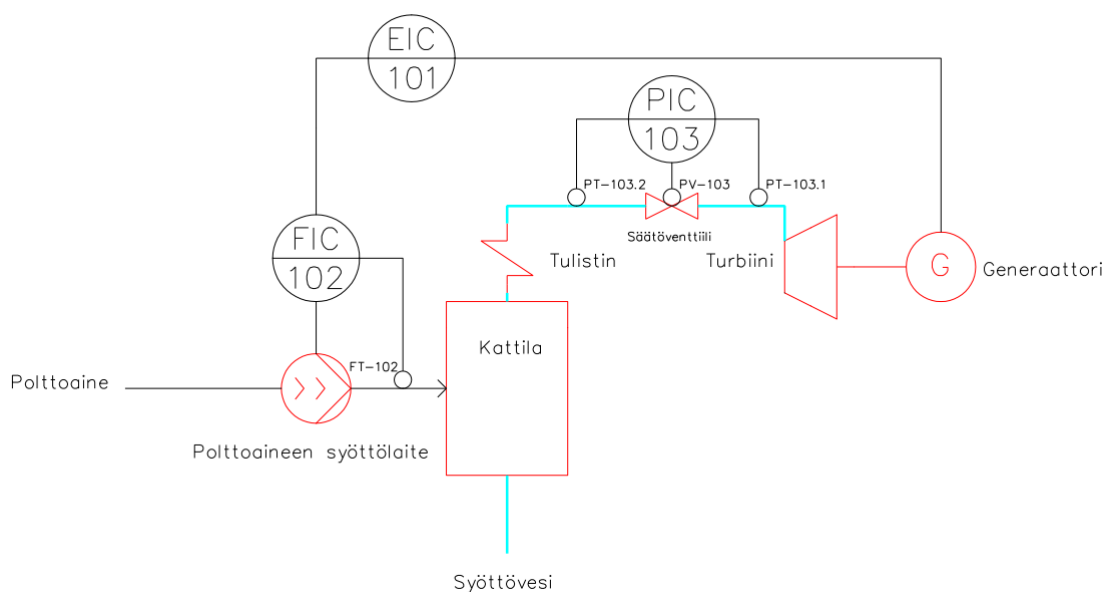 EIC
101
PIC
103
PT-103.2
PV-103
PT-103.1
Säätöventtiili
FIC
102
Tulistin
Turbiini
G
Generaattori
Kattila
FT-102
Polttoaine
Polttoaineen syöttölaite
Syöttövesi